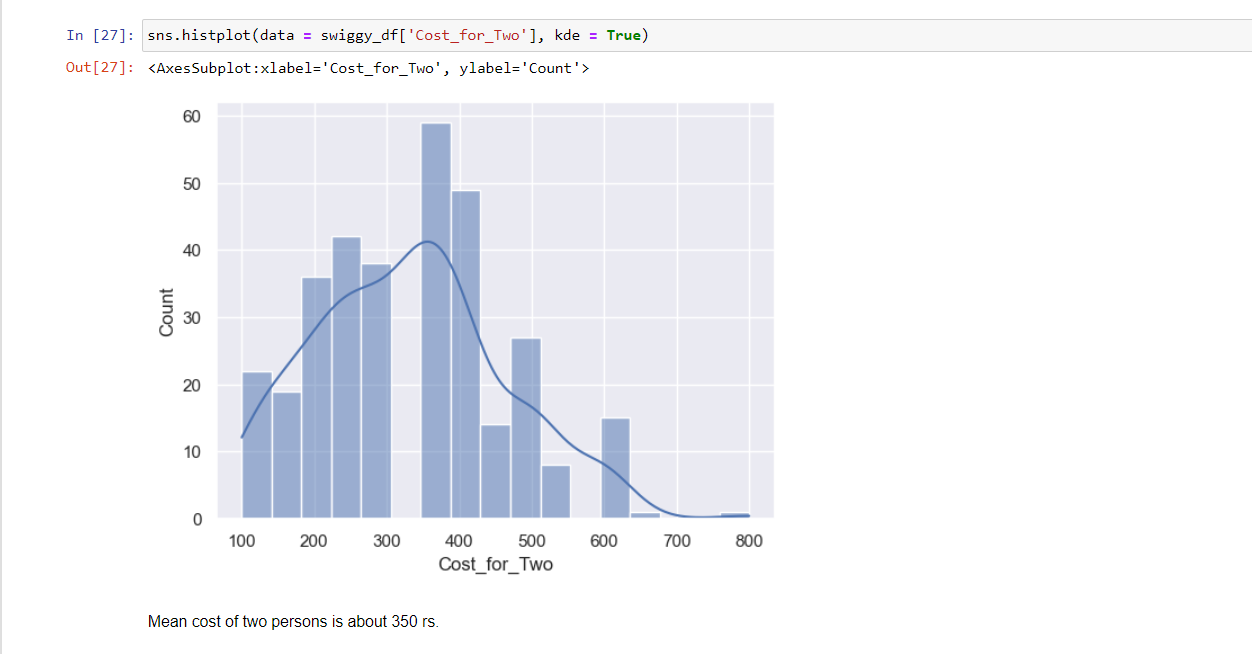 In [27]: sns.histplot(data = swiggy_df['Cost_for_Two'], kde = True)
Out[27]: <AxesSubplot:xlabel='Cost_for_Two', ylabel='Count'>
60
50
40
30
20
10
0
Count
100 200 300 400 500 600 700 800
Cost_for_Two
Mean cost of two persons is about 350 rs.